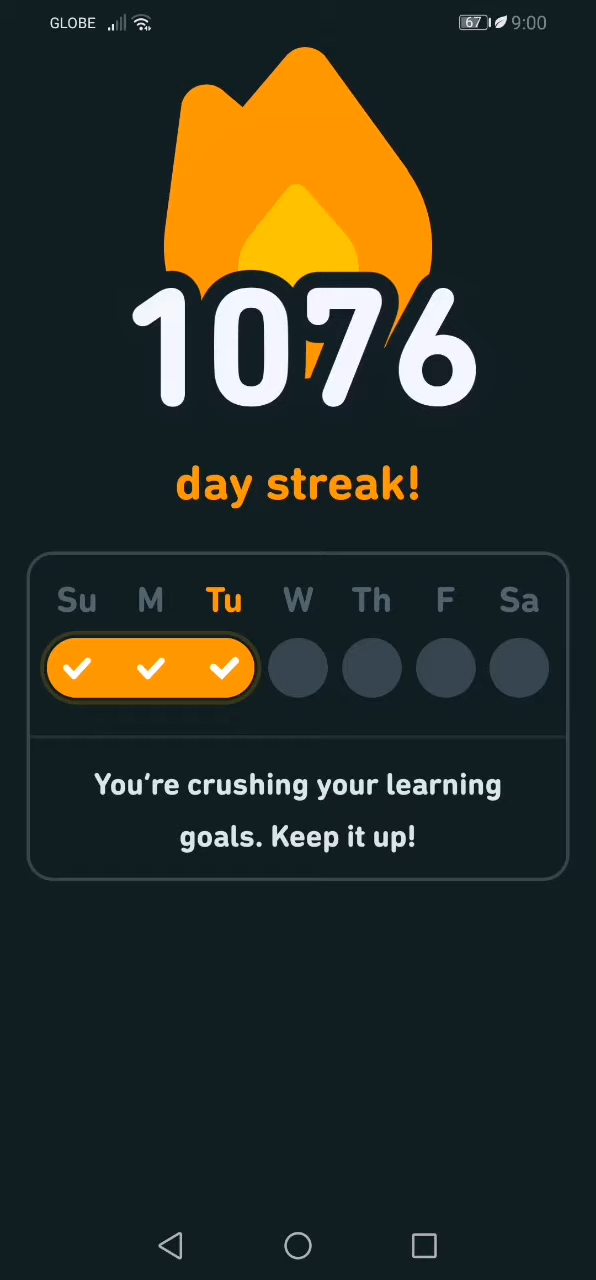 GLOBE 67 9:00
1076
day streak!
Su M Tu W Th F Sa
You're crushing your learning
goals. Keep it up!